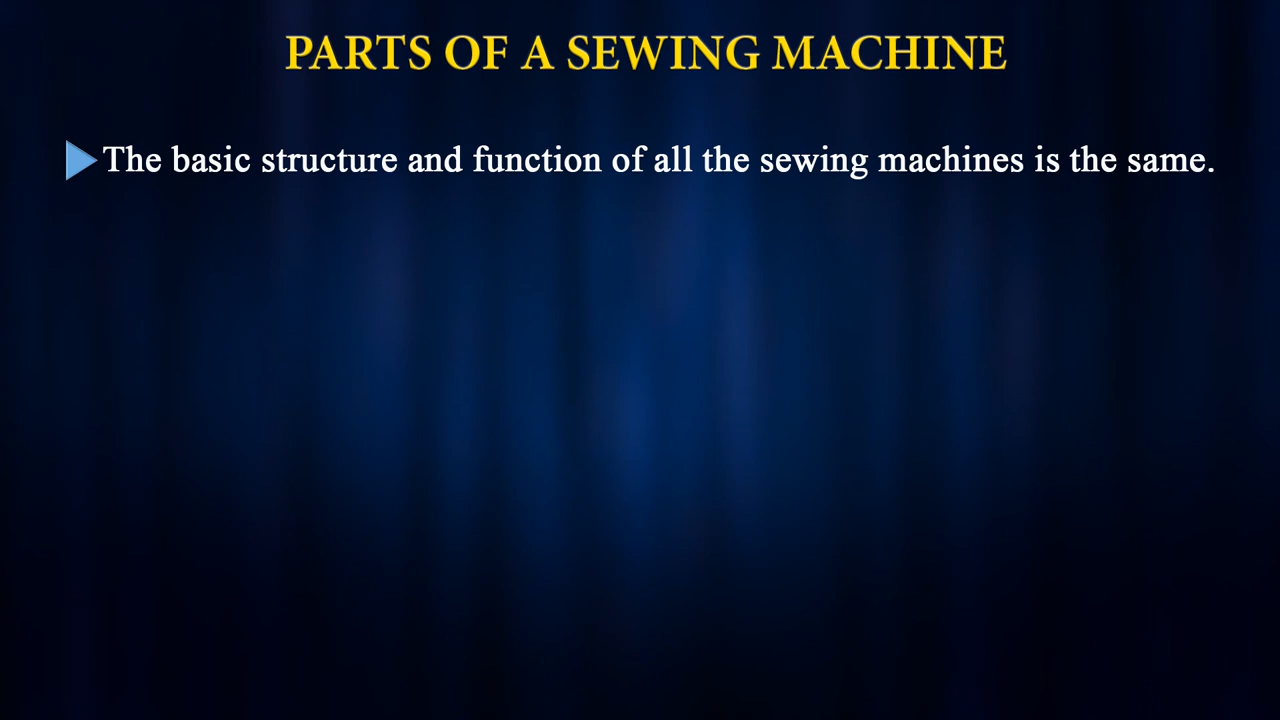 PARTS OF A SEWING MACHINE
The basic structure and function of all the sewing machines is the same.